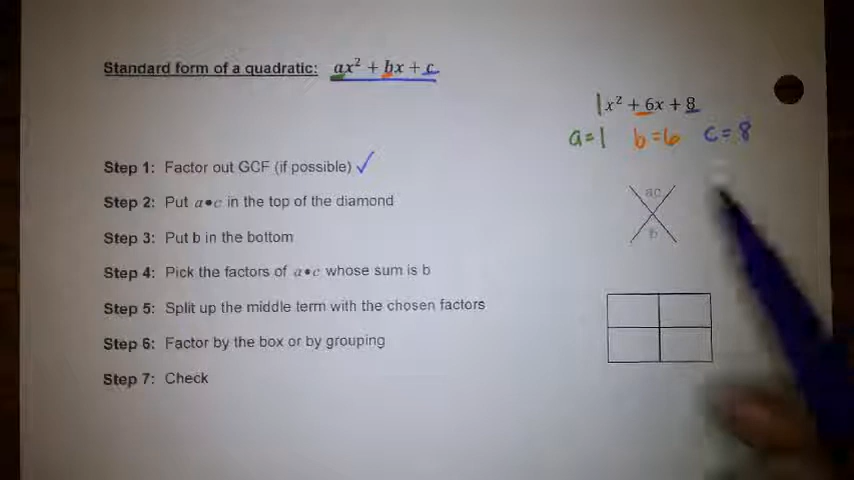 Standard form of a quadratic: ax² + bx + c
1x² + 6x + 8
a=1 b=6 c=8
Step 1: Factor out GCF (if possible) ✓
Step 2: Put a•c in the top of the diamond
ac
Step 3: Put b in the bottom
b
Step 4: Pick the factors of a•c whose sum is b
Step 5: Split up the middle term with the chosen factors
Step 6: Factor by the box or by grouping
Step 7: Check